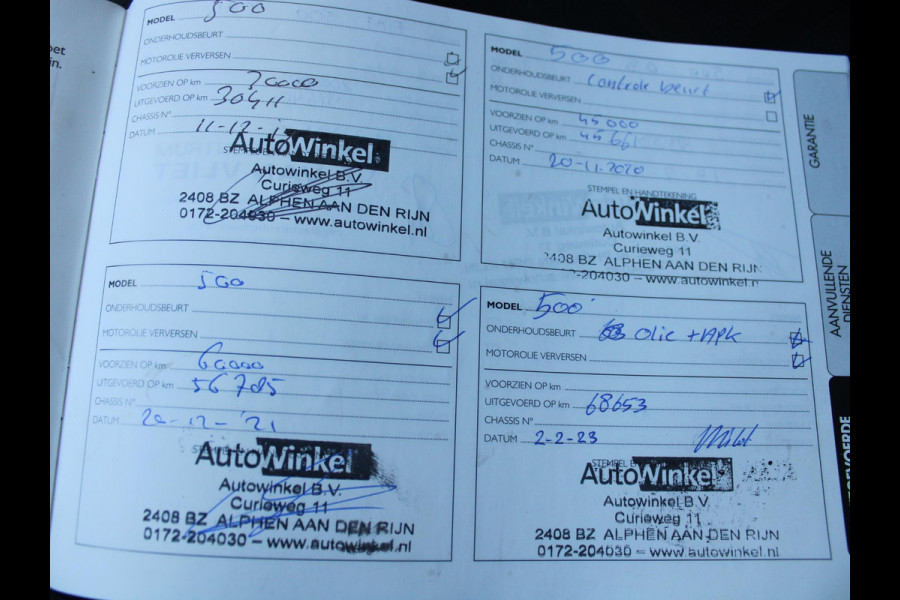 MODEL 500
ONDERHOUDSBEURT
MOTOROLIE VERVERSEN
VOORZIEN OP km
UITGEVOERD OP km 30411
CHASSIS N°
DATUM 11-12-
AutoWinkel
Autowinkel B.V.
Curieweg 11
2408 BZ ALPHEN AAN DEN RIJN
0172-204030 – www.autowinkel.nl
MODEL 500
ONDERHOUDSBEURT Controle beurt
MOTOROLIE VERVERSEN
VOORZIEN OP km 45000
UITGEVOERD OP km 45661
CHASSIS N°
DATUM 20-11-2020
STEMPEL EN HANDTEKENING
AutoWinkel
Autowinkel B.V.
Curieweg 11
2408 BZ ALPHEN AAN DEN RIJN
-204030 – www.autowinkel.n
MODEL 500
ONDERHOUDSBEURT
MOTOROLIE VERVERSEN
VOORZIEN OP km 60000
UITGEVOERD OP km 56785
CHASSIS N°
DATUM 20-12-'21
AutoWinkel
Autowinkel B.V.
Curieweg 11
2408 BZ ALPHEN AAN DEN RIJN
0172-204030 – www.autowinkel.nl
MODEL 500
ONDERHOUDSBEURT Olie + Apk
MOTOROLIE VERVERSEN
VOORZIEN OP km
UITGEVOERD OP km 68653
CHASSIS N°
DATUM 2-2-23
AutoWinkel
Autowinkel B.V.
Curieweg 11
2408 BZ ALPHEN AAN DEN RIJN
0172-204030 – www.autowinkel.nl
GARANTIE
AANVULLENDE
DIENSTEN